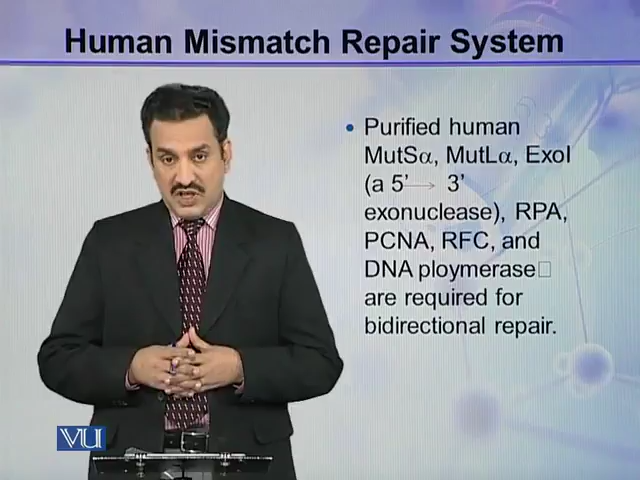 Human Mismatch Repair System
• Purified human
MutSα, MutLα, ExoI
(a 5’ → 3’
exonuclease), RPA,
PCNA, RFC, and
DNA ploymerase□
are required for
bidirectional repair.
VU